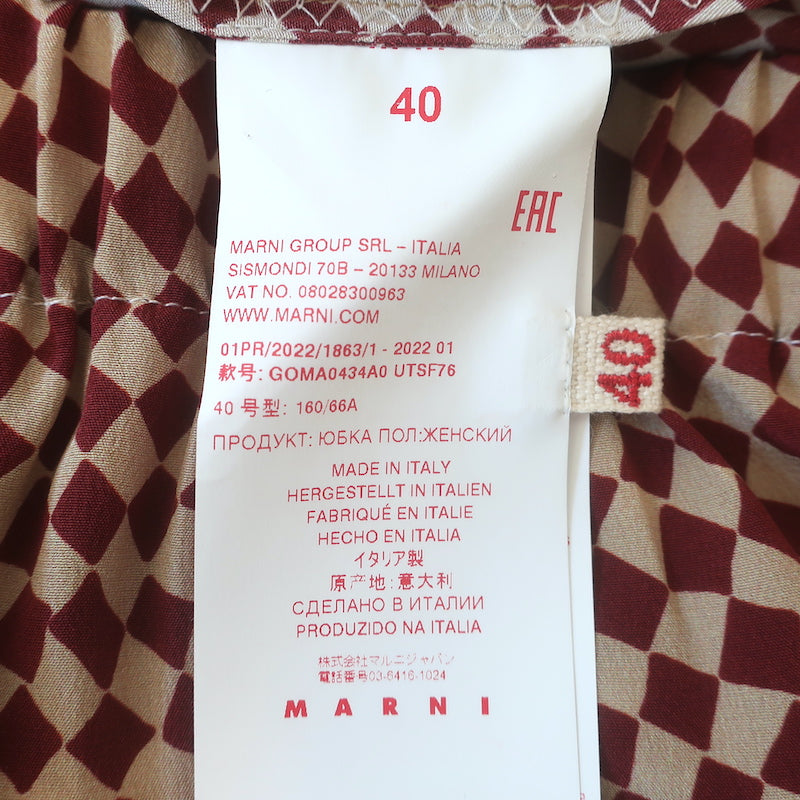 40
EAC
MARNI GROUP SRL – ITALIA
SISMONDI 70B – 20133 MILANO
VAT NO. 08028300963
WWW.MARNI.COM
01PR/2022/1863/1 - 2022 01
款号: GOMA0434A0 UTSF76
40 号型: 160/66A
40
ПРОДУКТ: ЮБКА ПОЛ:ЖЕНСКИЙ
MADE IN ITALY
HERGESTELLT IN ITALIEN
FABRIQUÉ EN ITALIE
HECHO EN ITALIA
イタリア製
原产地: 意大利
СДЕЛАНО В ИТАЛИИ
PRODUZIDO NA ITALIA
株式会社マルニジャパン
電話番号03-6416-1024
MARNI